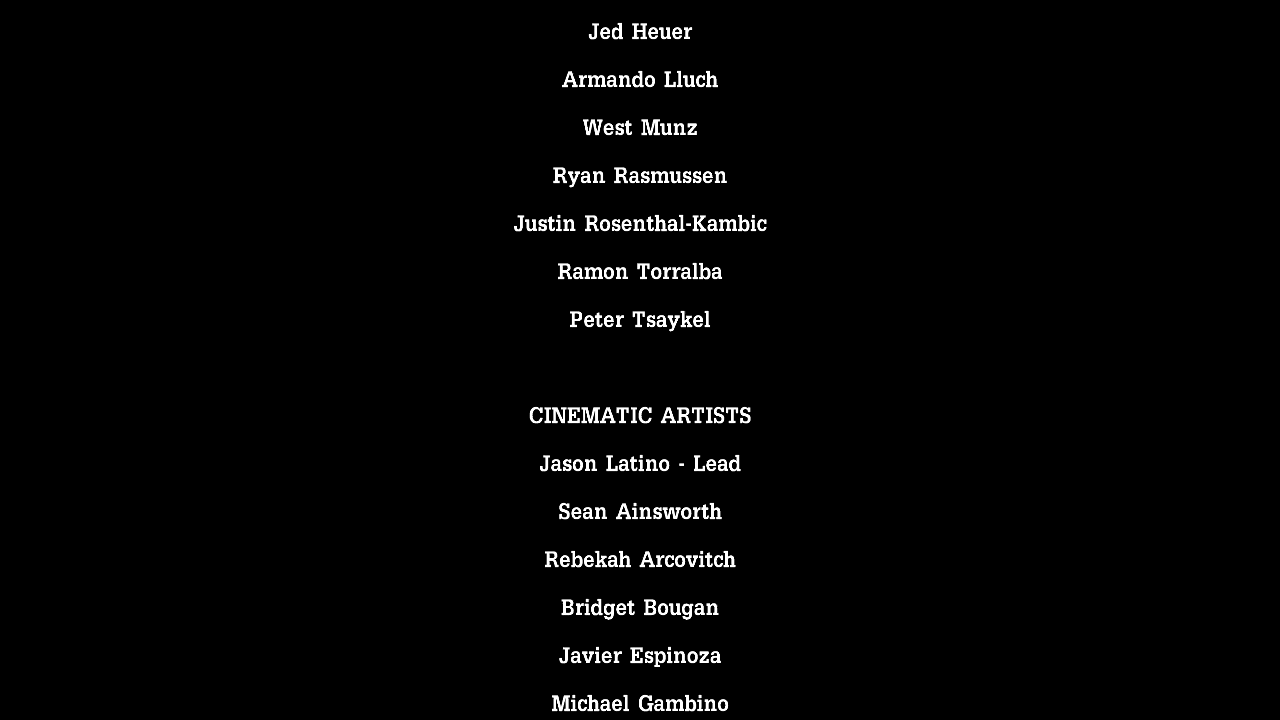 Jed Heuer
Armando Lluch
West Munz
Ryan Rasmussen
Justin Rosenthal-Kambic
Ramon Torralba
Peter Tsaykel
CINEMATIC ARTISTS
Jason Latino - Lead
Sean Ainsworth
Rebekah Arcovitch
Bridget Bougan
Javier Espinoza
Michael Gambino